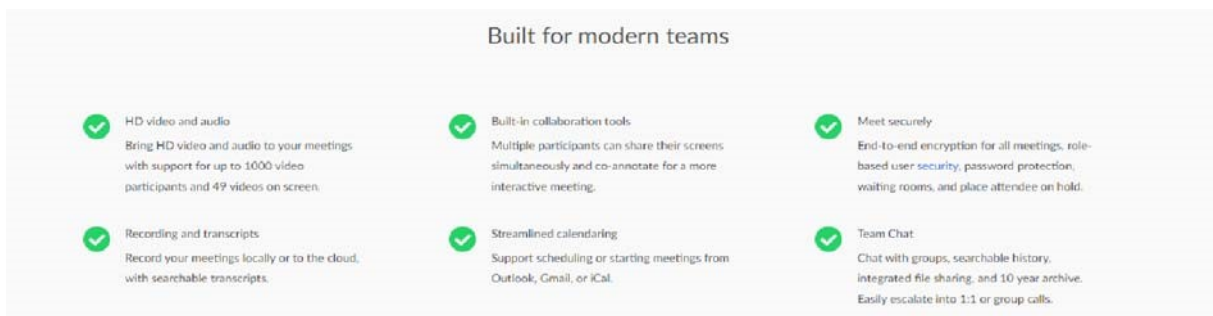 Built for modern teams
HD video and audio
Bring HD video and audio to your meetings
with support for up to 1000 video
participants and 49 videos on screen.
Built-in collaboration tools
Multiple participants can share their screens
simultaneously and co-annotate for a more
interactive meeting.
Meet securely
End-to-end encryption for all meetings, role-
based user security, password protection,
waiting rooms, and place attendee on hold.
Recording and transcripts
Record your meetings locally or to the cloud,
with searchable transcripts.
Streamlined calendaring
Support scheduling or starting meetings from
Outlook, Gmail, or iCal.
Team Chat
Chat with groups, searchable history,
integrated file sharing, and 10 year archive.
Easily escalate into 1:1 or group calls.